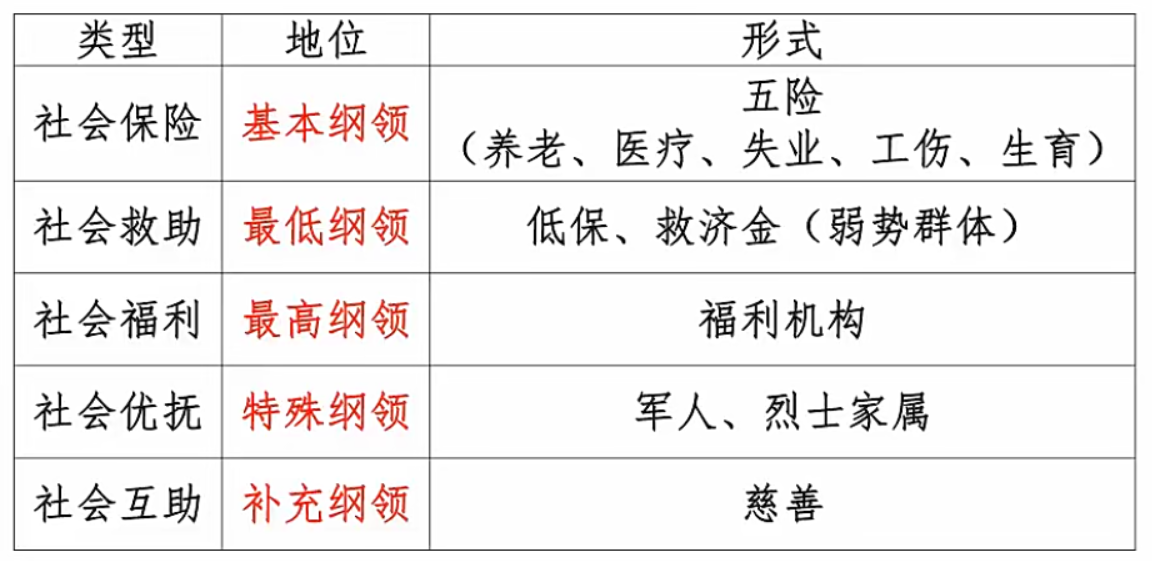 类型 地位 形式
社会保险 基本纲领 五险
（养老、医疗、失业、工伤、生育）
社会救助 最低纲领 低保、救济金（弱势群体）
社会福利 最高纲领 福利机构
社会优抚 特殊纲领 军人、烈士家属
社会互助 补充纲领 慈善